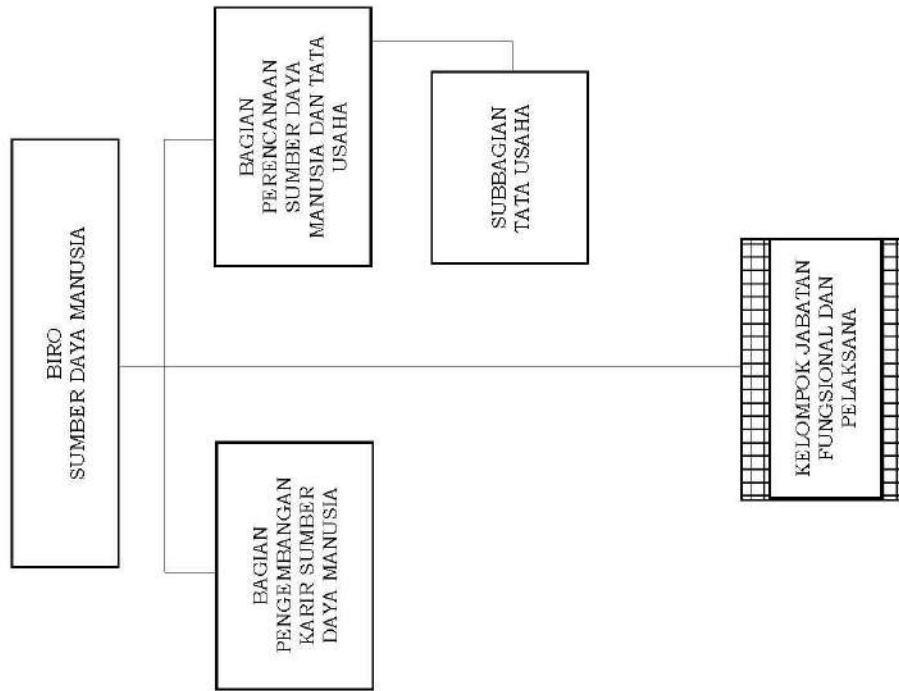 BIRO
SUMBER DAYA MANUSIA
BAGIAN
PENGEMBANGAN
KARIR SUMBER
DAYA MANUSIA
BAGIAN
PERENCANAAN
SUMBER DAYA
MANUSIA DAN TATA
USAHA
SUBBAGIAN
TATA USAHA
KELOMPOK JABATAN
FUNGSIONAL DAN
PELAKSANA